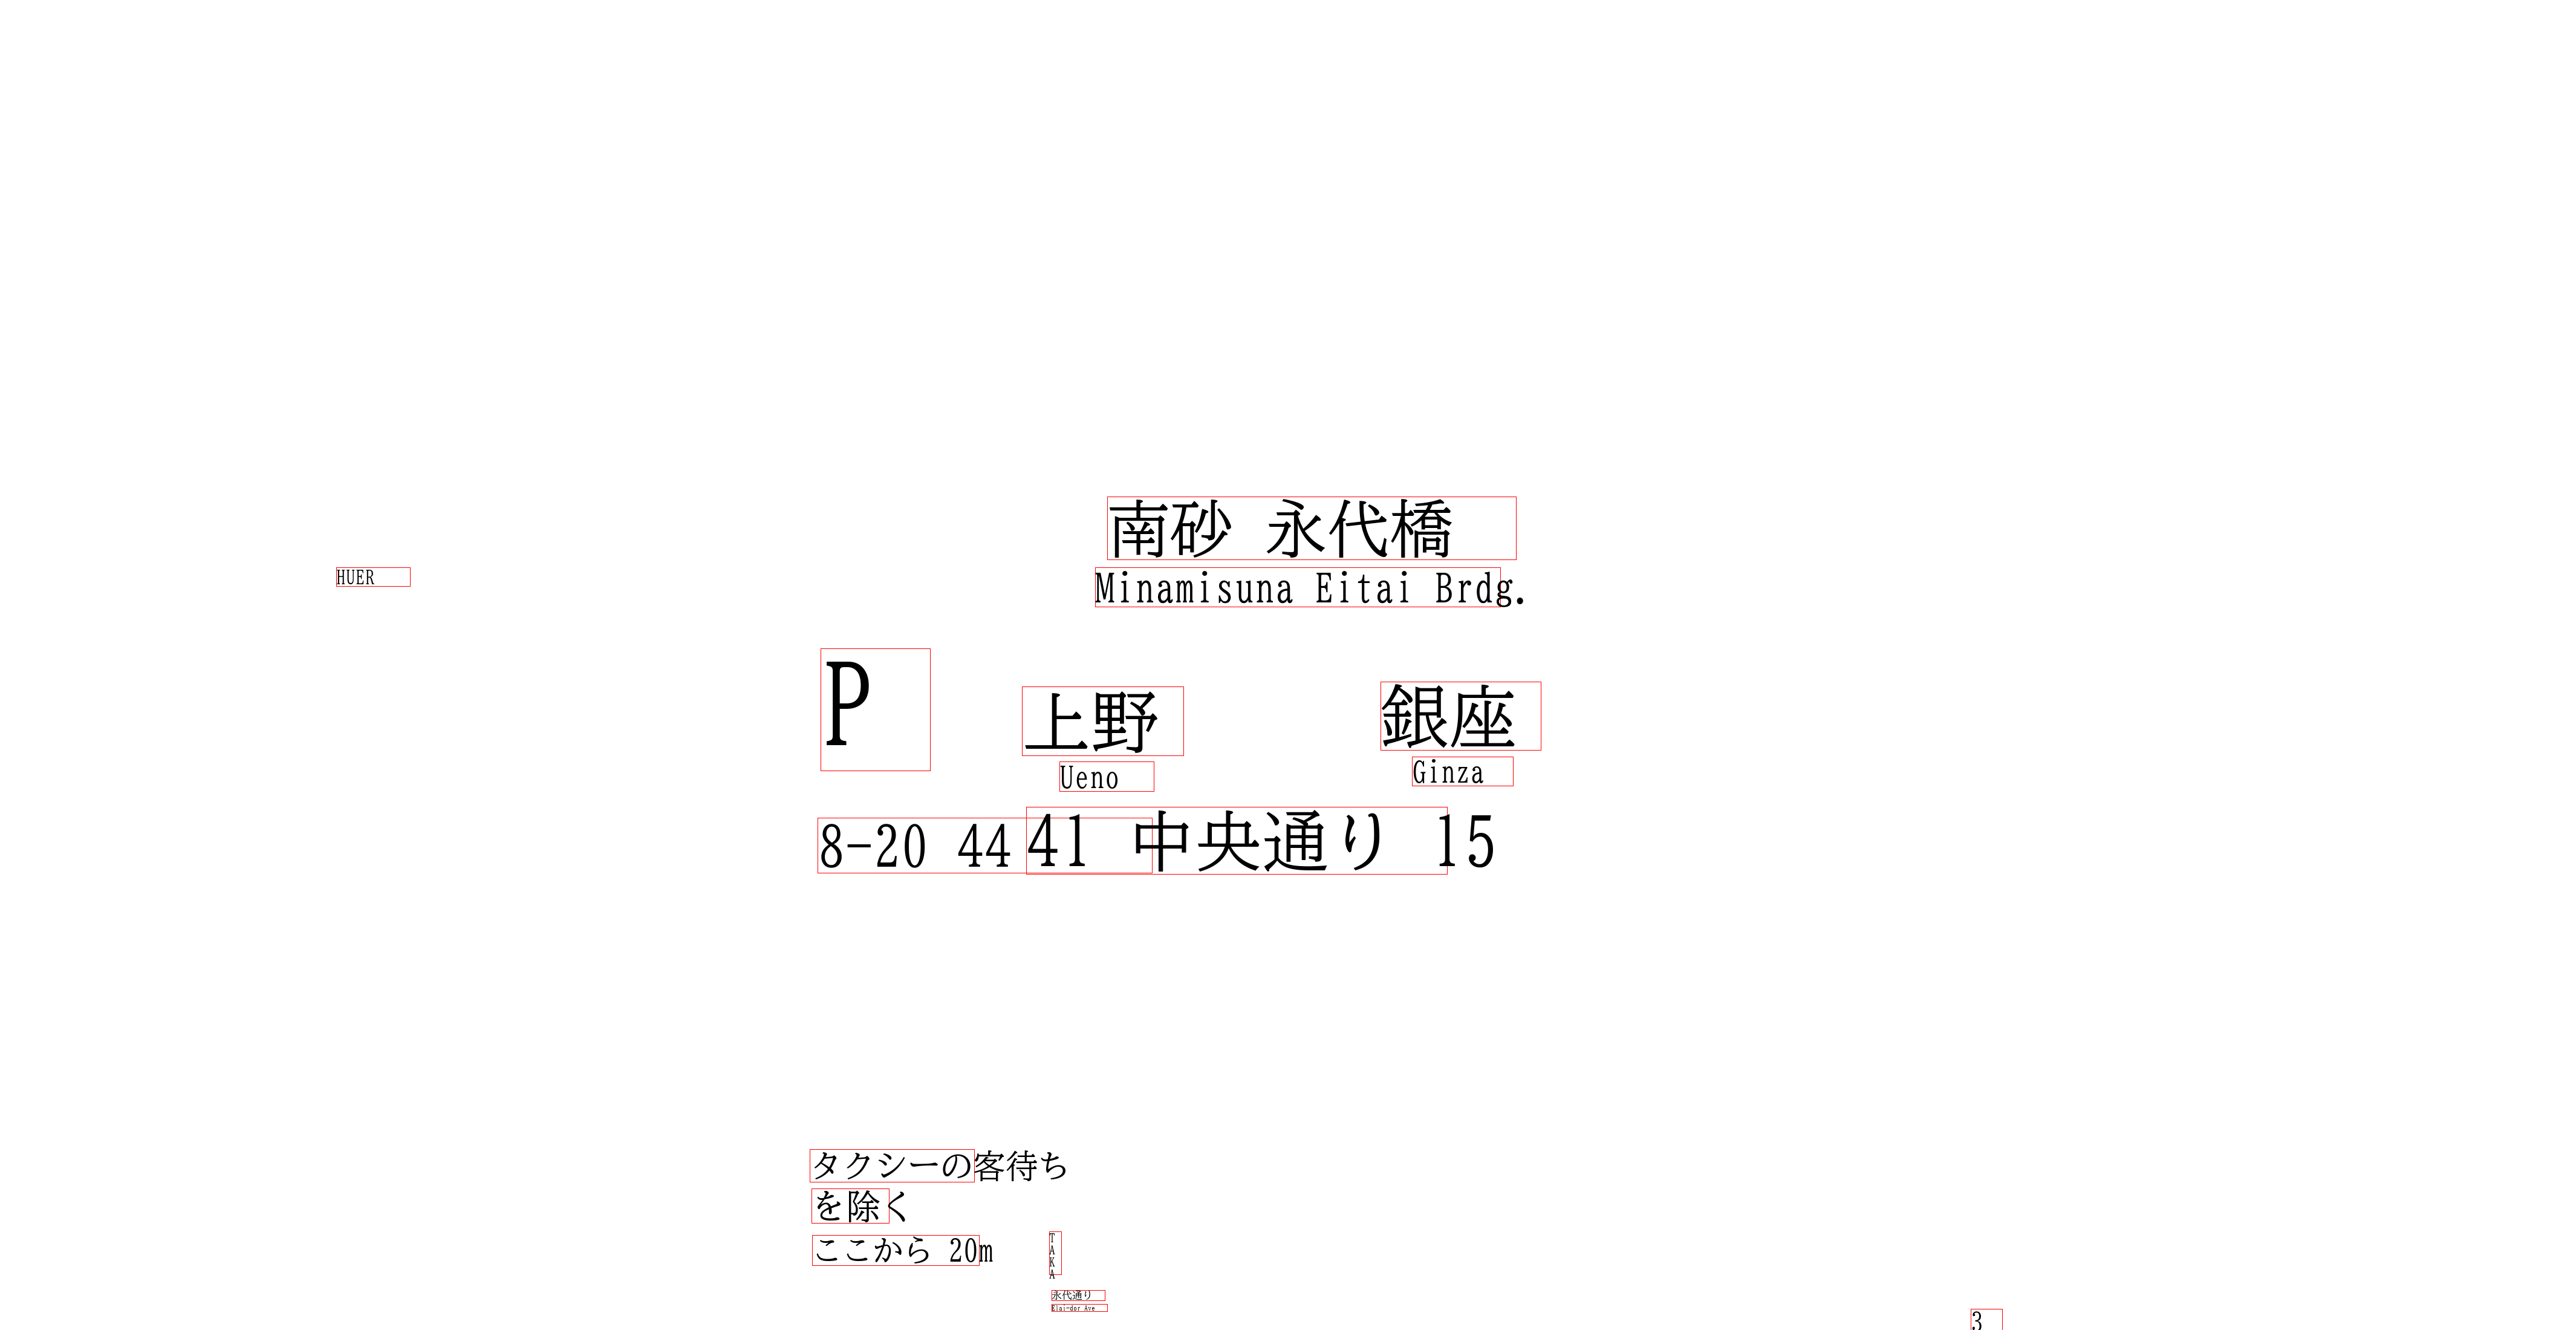 南砂 永代橋
HUER
Minamisuna Eitai Brdg.
P
上野
銀座
Ueno
Ginza
8-20 44
41 中央通り 15
タクシーの客待ち
を除く
ここから 20m
TAKA
永代通り
Elai-dor Ave
3